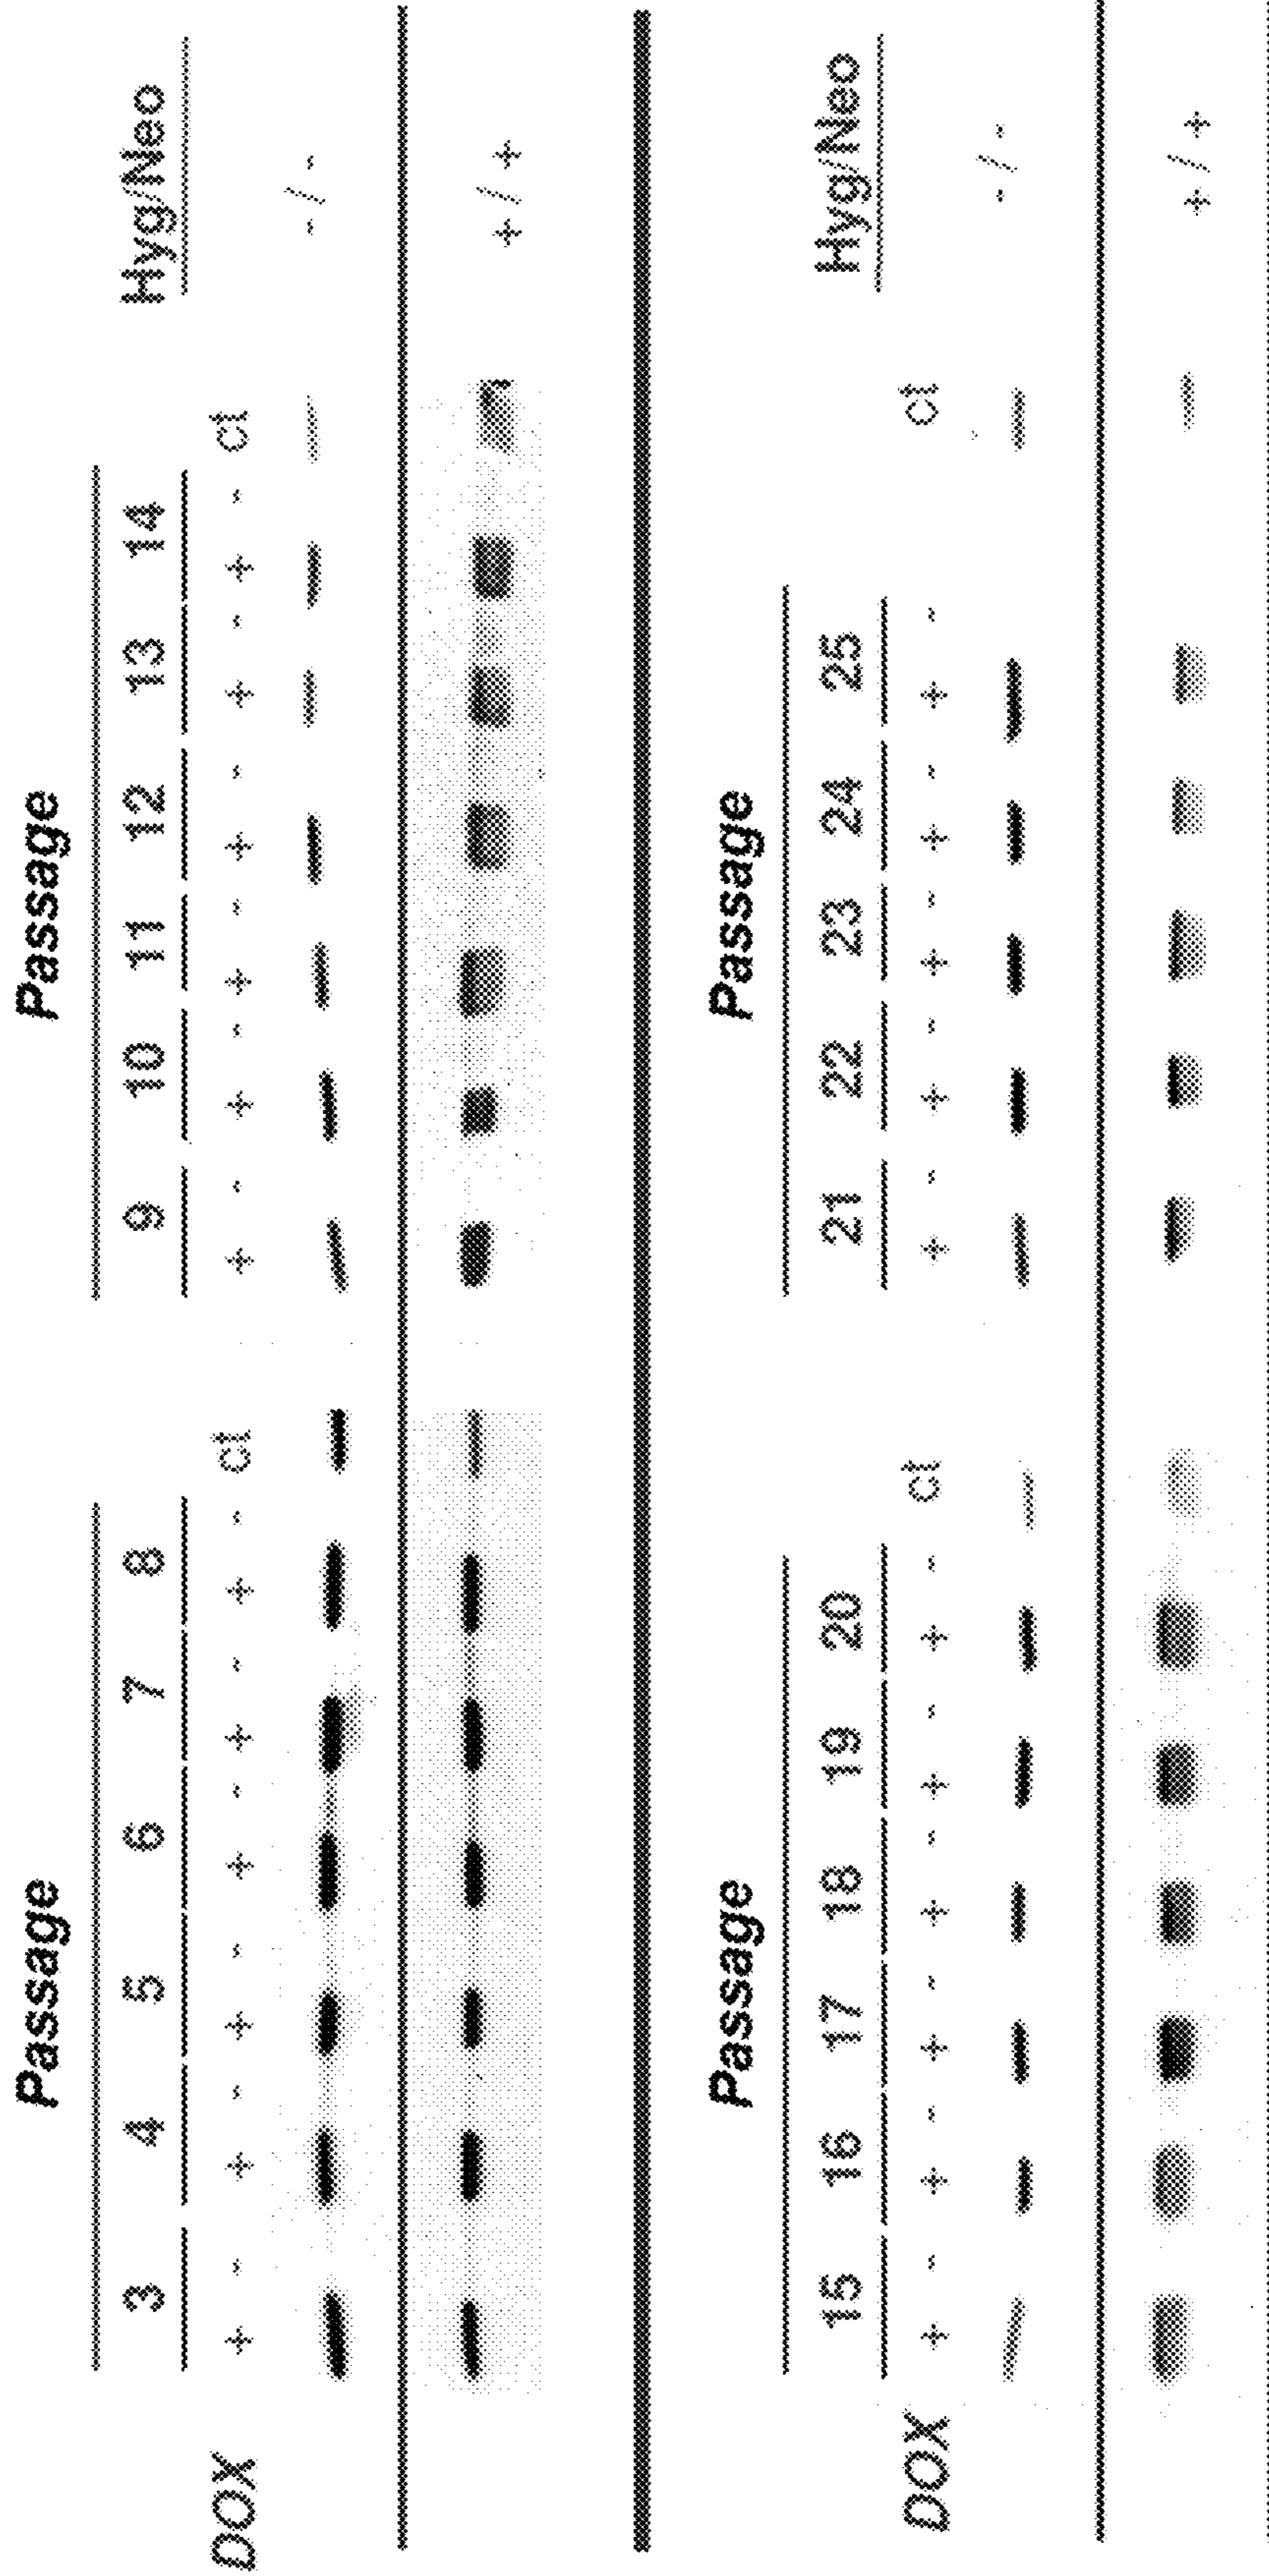 Passage Passage
3 4 5 6 7 8 9 10 11 12 13 14 Hyg/Neo
DOX + - + - + - + - + - + - ct + - + - + - + - + - + - ct
- / -
+ / +
Passage Passage
15 16 17 18 19 20 21 22 23 24 25 Hyg/Neo
DOX + - + - + - + - + - + - ct + - + - + - + - + - ct
- / -
+ / +